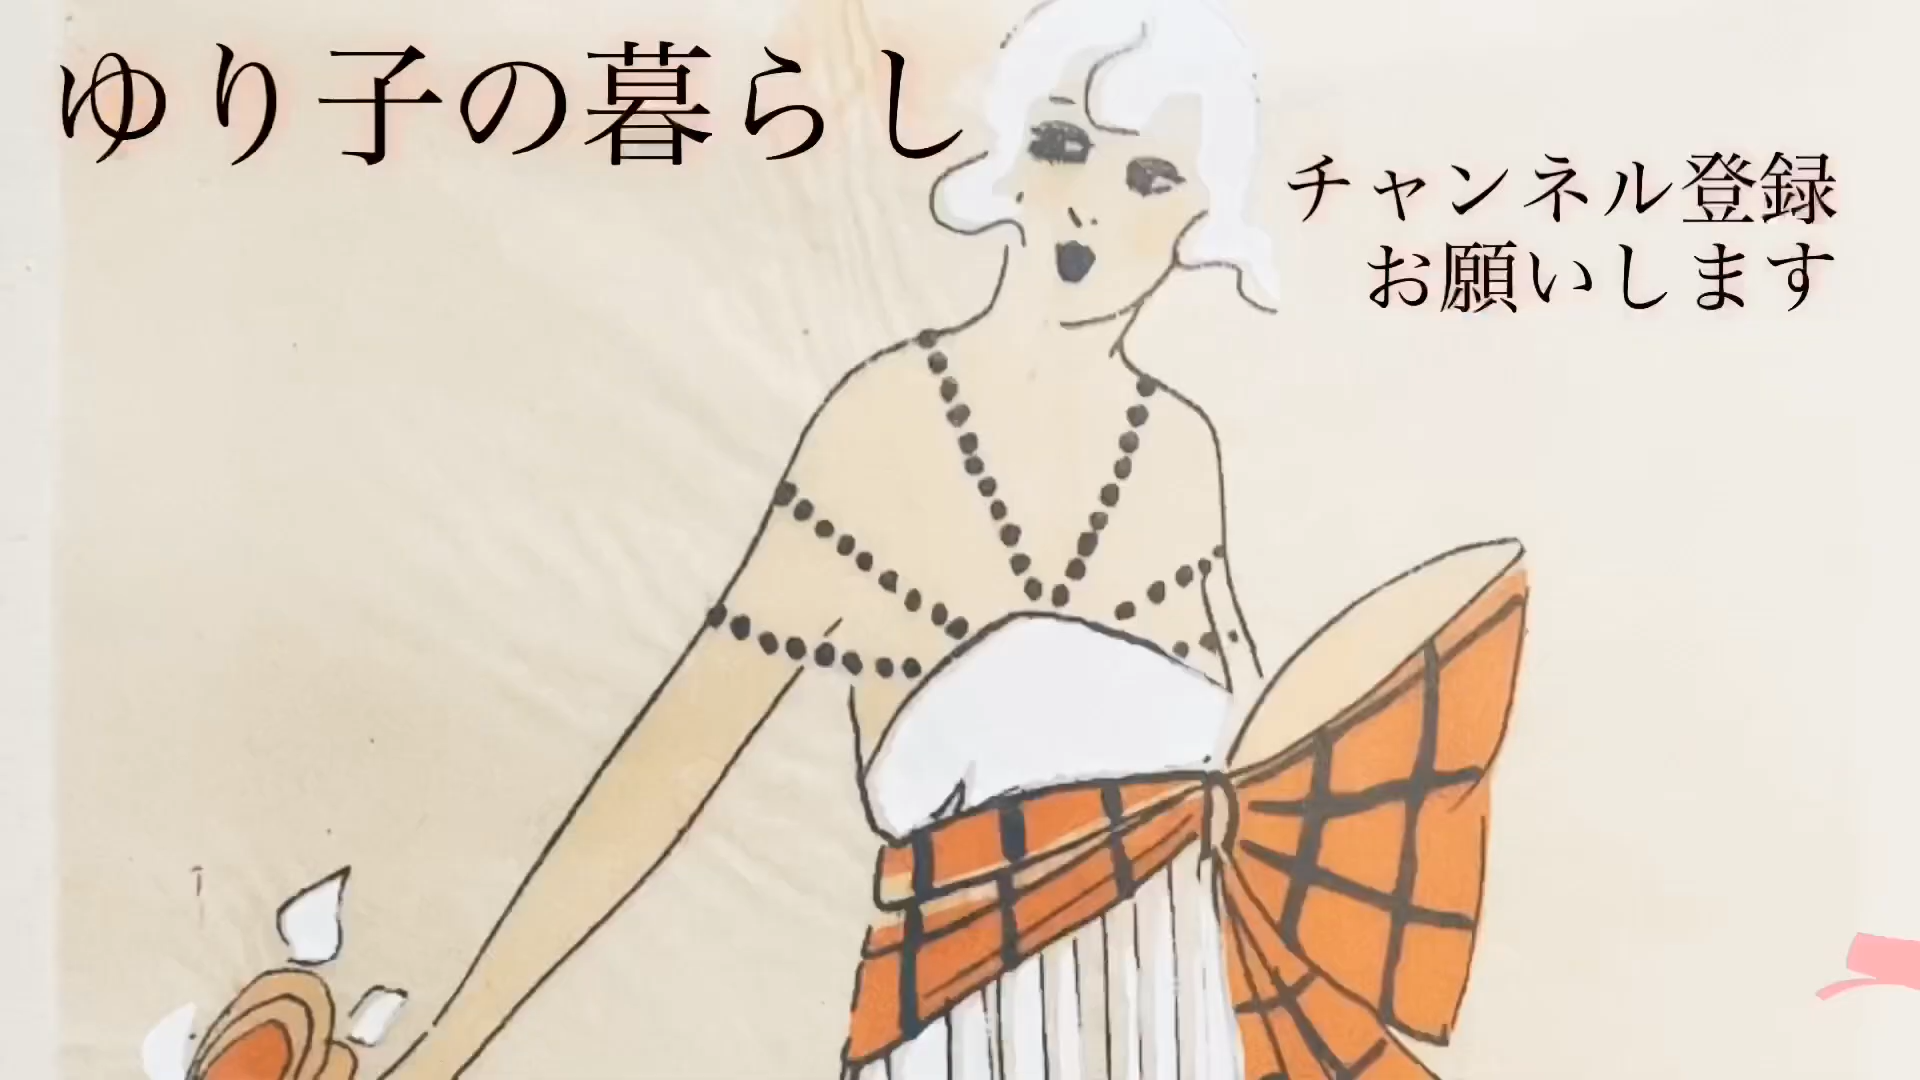 ゆり子の暮らし
チャンネル登録
お願いします